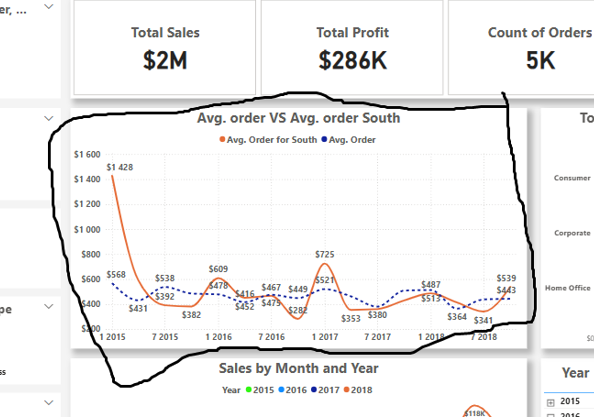 er, ...
Total Sales
$2M
Total Profit
$286K
Count of Orders
5K
Avg. order VS Avg. order South
Avg. Order for South Avg. Order
$1 600
$1 400
$1 200
$1 000
$800
$600
$400
$200
$1 428
$568
$431
$538
$392
$382
$609
$478
$416
$452
$467
$479
$449
$282
$725
$521
$353
$380
$487
$513
$364
$341
$539
$443
1 2015 7 2015 1 2016 7 2016 1 2017 7 2017 1 2018 7 2018
To
Consumer
Corporate
Home Office
$0
pe
ss
Sales by Month and Year
Year 2015 2016 2017 2018
$118K
Year
2015
2016